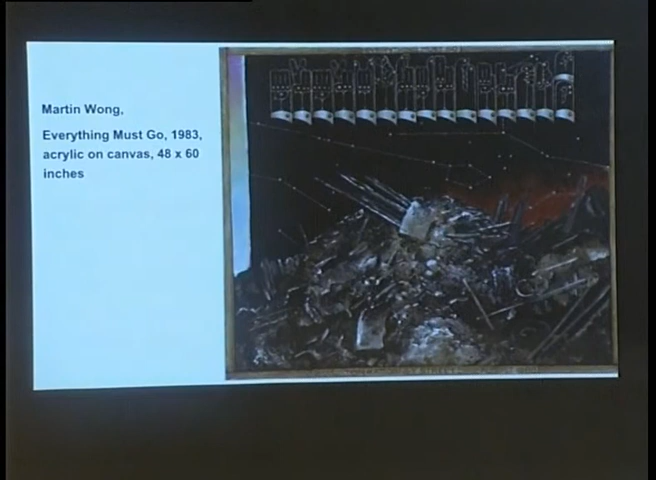 Martin Wong,
Everything Must Go, 1983,
acrylic on canvas, 48 x 60
inches